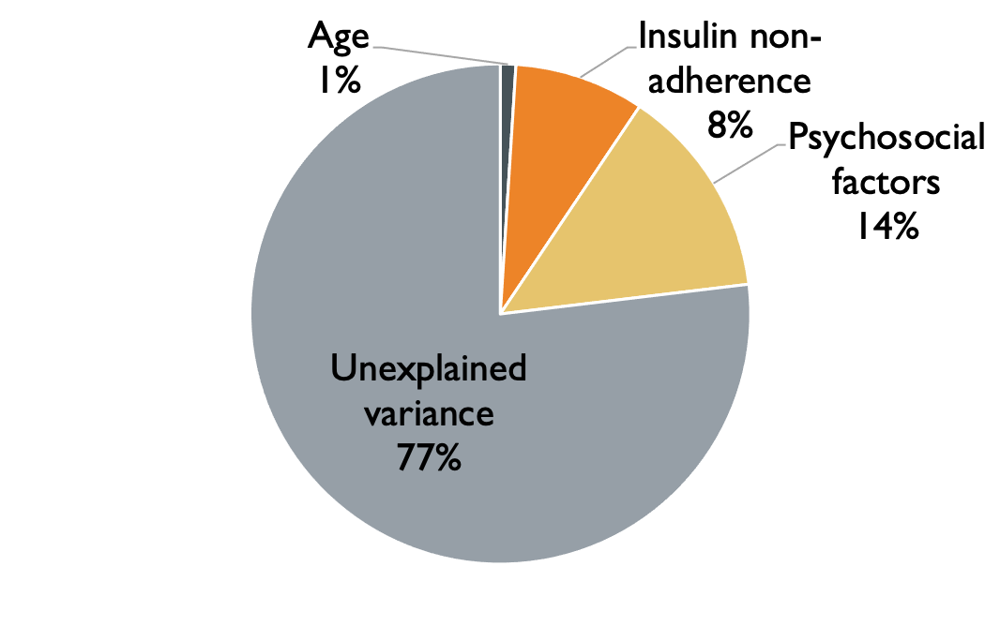 Age
1%
Insulin non-
adherence
8%
Psychosocial
factors
14%
Unexplained
variance
77%